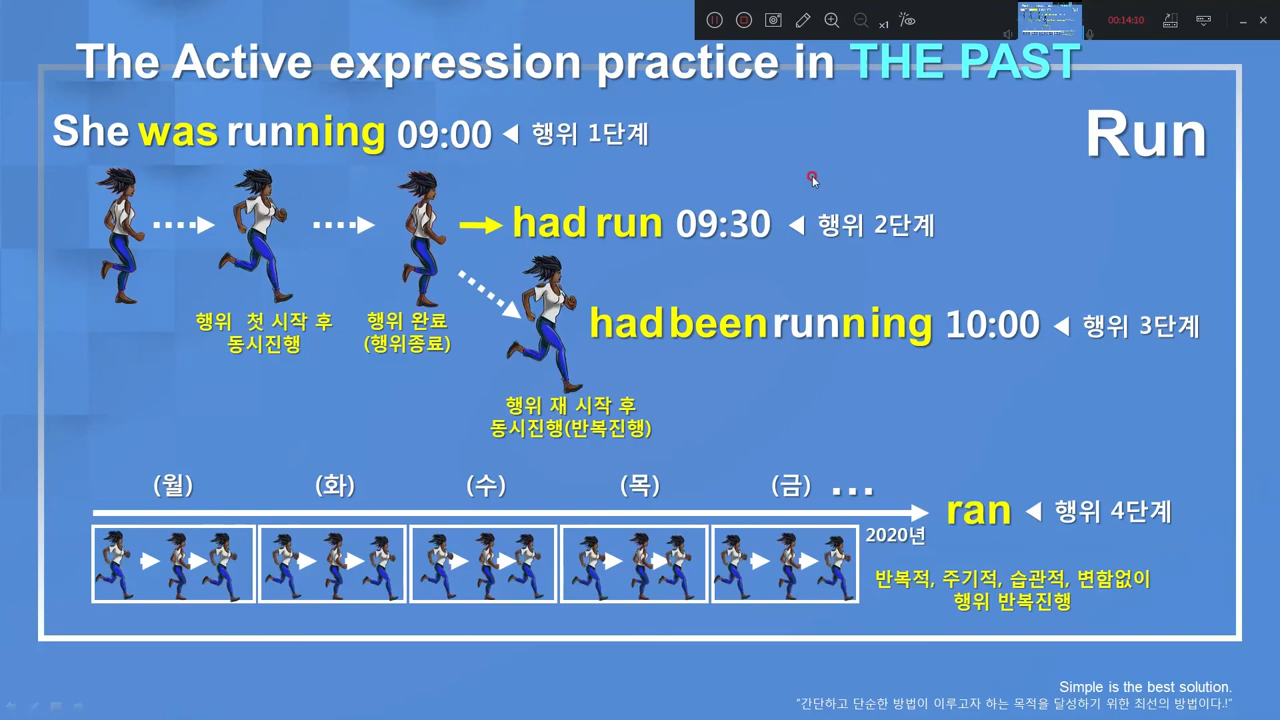 x1
00:14:10
The Active expression practice in THE PAST
She was running 09:00 ◀ 행위 1단계
Run
had run 09:30 ◀ 행위 2단계
행위 첫 시작 후
동시진행
행위 완료
(행위종료)
had been running 10:00 ◀ 행위 3단계
행위 재 시작 후
동시진행(반복진행)
(월) (화) (수) (목) (금) ...
ran ◀ 행위 4단계
2020년
반복적, 주기적, 습관적, 변함없이
행위 반복진행
Simple is the best solution.
"간단하고 단순한 방법이 이루고자 하는 목적을 달성하기 위한 최선의 방법이다.!"